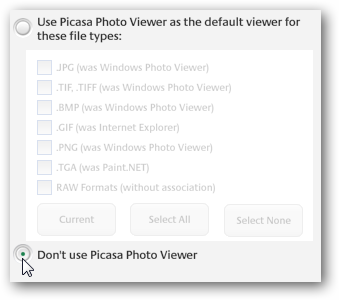 Use Picasa Photo Viewer as the default viewer for
these file types:
.JPG (was Windows Photo Viewer)
.TIF, .TIFF (was Windows Photo Viewer)
.BMP (was Windows Photo Viewer)
.GIF (was Internet Explorer)
.PNG (was Windows Photo Viewer)
.TGA (was Paint.NET)
RAW Formats (without association)
Current Select All Select None
Don't use Picasa Photo Viewer